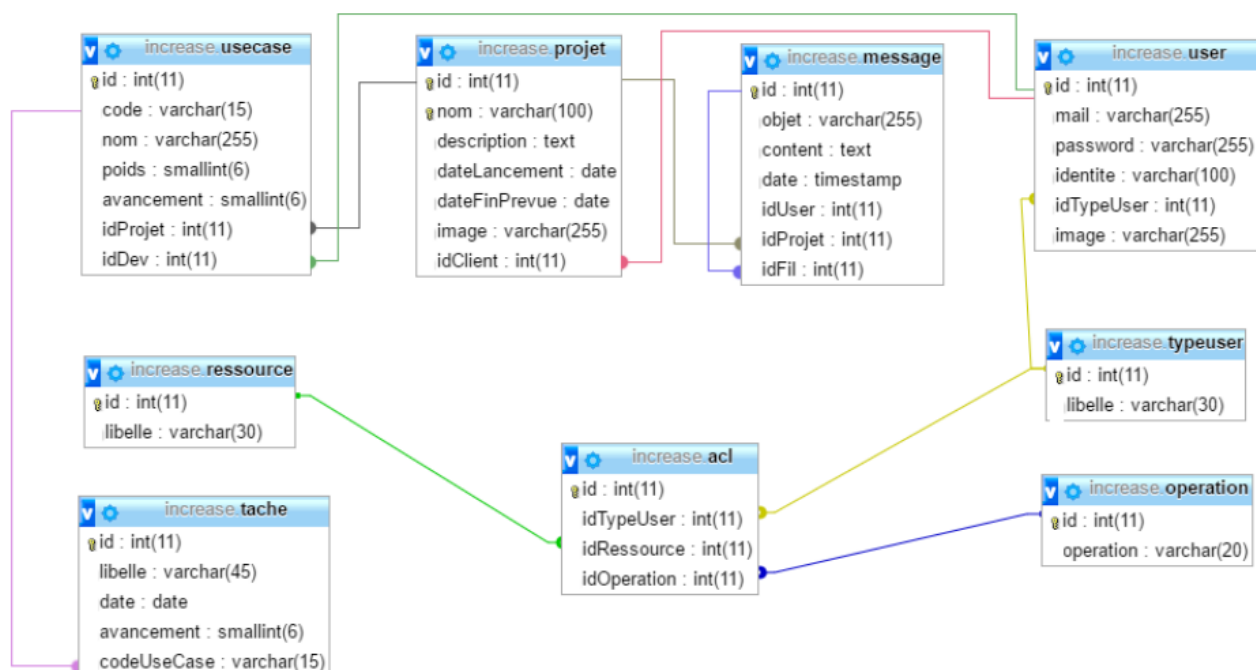 increase.usecase
id : int(11)
code : varchar(15)
nom : varchar(255)
poids : smallint(6)
avancement : smallint(6)
idProjet : int(11)
idDev : int(11)
increase.projet
id : int(11)
nom : varchar(100)
description : text
dateLancement : date
dateFinPrevue : date
image : varchar(255)
idClient : int(11)
increase.message
id : int(11)
objet : varchar(255)
content : text
date : timestamp
idUser : int(11)
idProjet : int(11)
idFil : int(11)
increase.user
id : int(11)
mail : varchar(255)
password : varchar(255)
identite : varchar(100)
idTypeUser : int(11)
image : varchar(255)
increase.ressource
id : int(11)
libelle : varchar(30)
increase.typeuser
id : int(11)
libelle : varchar(30)
increase.acl
id : int(11)
idTypeUser : int(11)
idRessource : int(11)
idOperation : int(11)
increase.operation
id : int(11)
operation : varchar(20)
increase.tache
id : int(11)
libelle : varchar(45)
date : date
avancement : smallint(6)
codeUseCase : varchar(15)